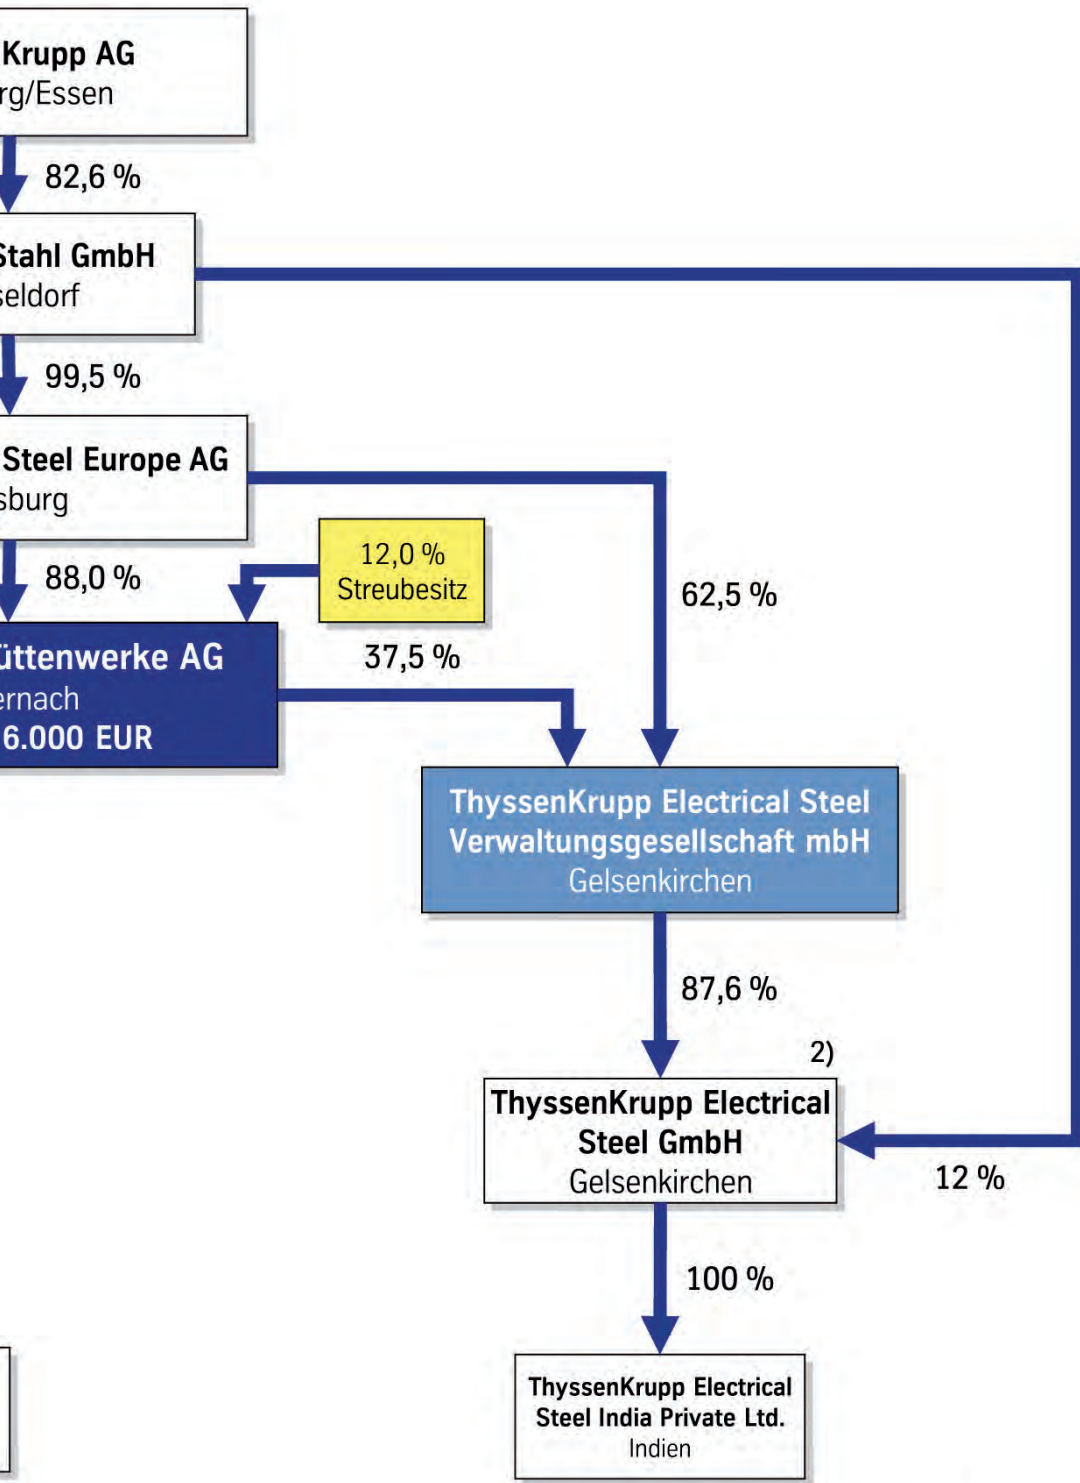 Krupp AG
rg/Essen
82,6 %
Stahl GmbH
seldorf
99,5 %
Steel Europe AG
sburg
12,0 %
Streubesitz
88,0 %
62,5 %
37,5 %
üttenwerke AG
ernach
6.000 EUR
ThyssenKrupp Electrical Steel
Verwaltungsgesellschaft mbH
Gelsenkirchen
87,6 %
2)
ThyssenKrupp Electrical
Steel GmbH
Gelsenkirchen
12 %
100 %
ThyssenKrupp Electrical
Steel India Private Ltd.
Indien